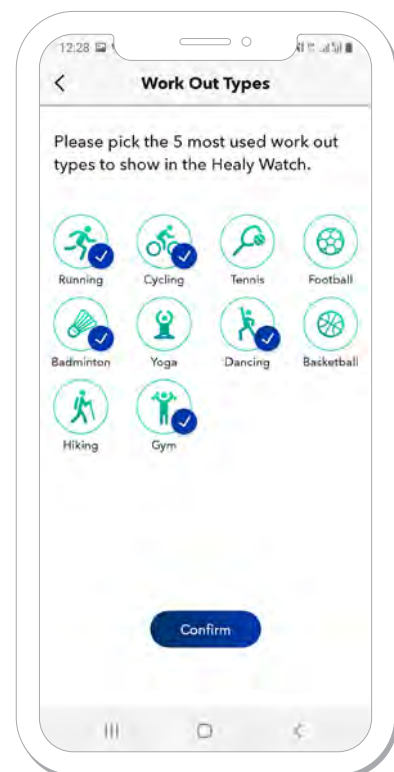 12:28
Work Out Types
Please pick the 5 most used work out
types to show in the Healy Watch.
Running Cycling Tennis Football
Badminton Yoga Dancing Basketball
Hiking Gym
Confirm